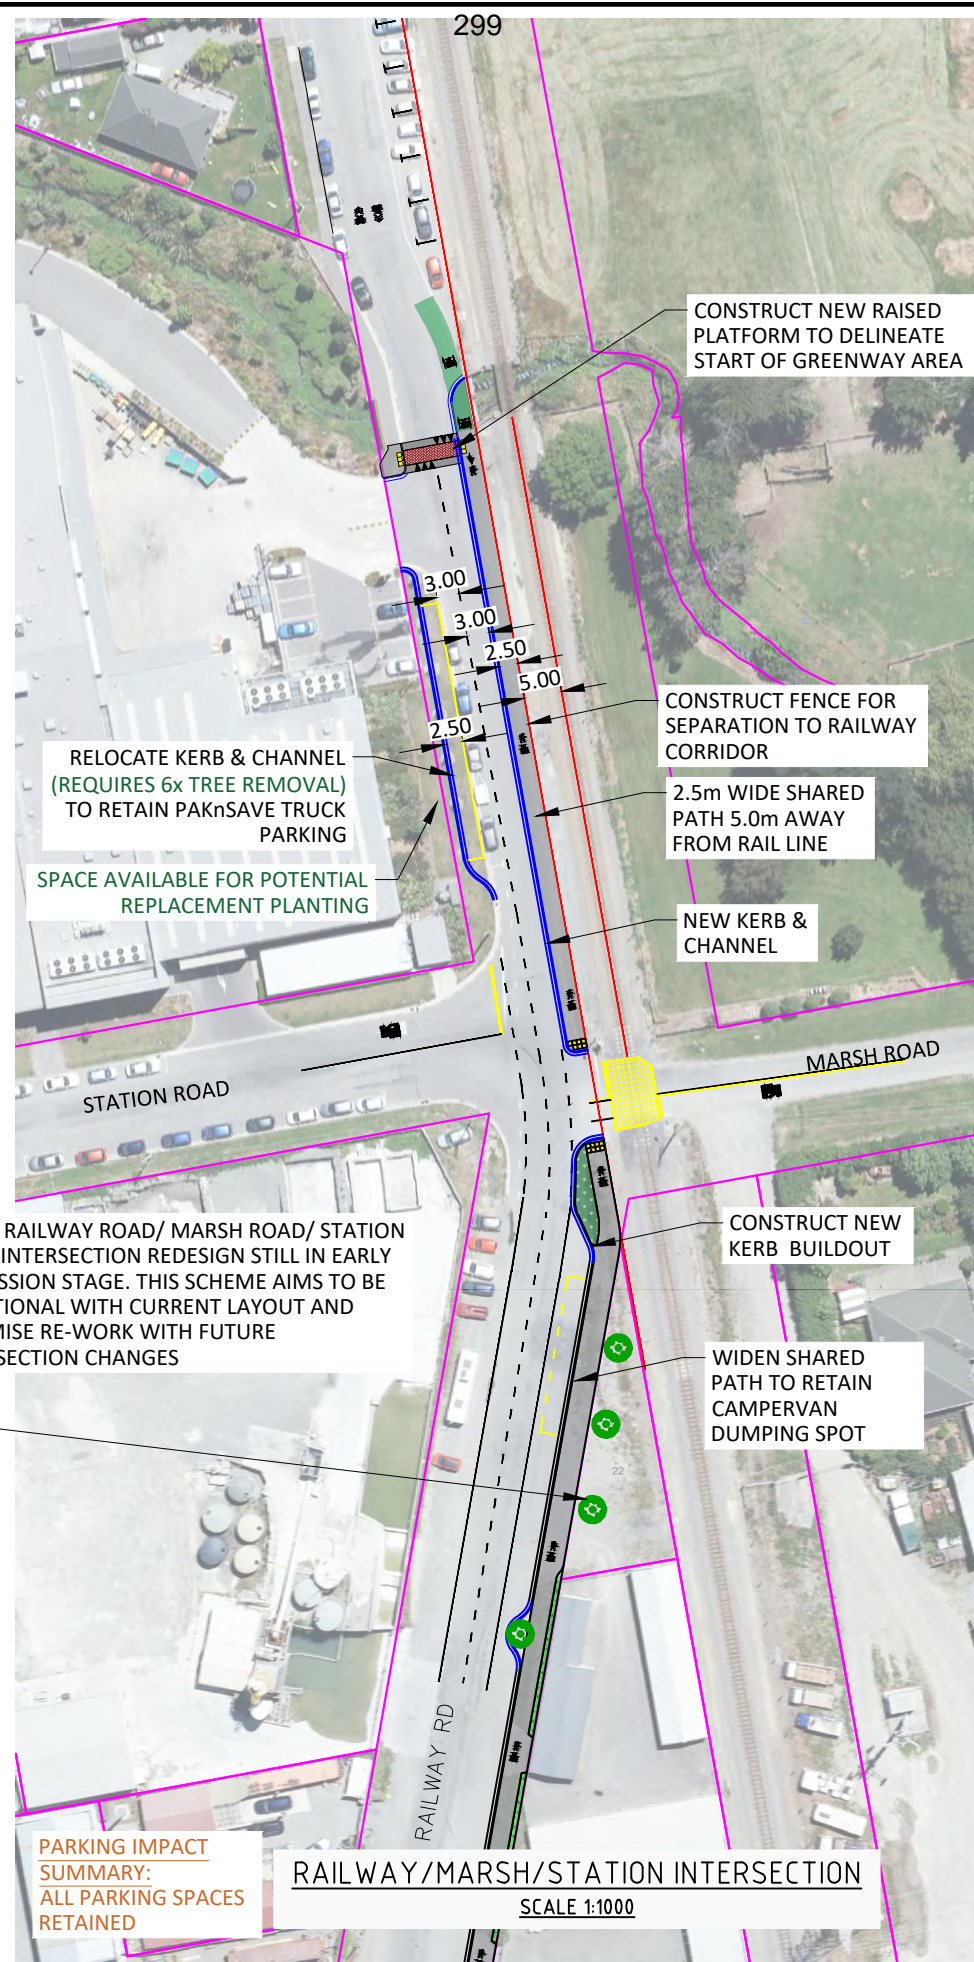 299
CONSTRUCT NEW RAISED
PLATFORM TO DELINEATE
START OF GREENWAY AREA
3.00
3.00
2.50
5.00
2.50
CONSTRUCT FENCE FOR
SEPARATION TO RAILWAY
CORRIDOR
RELOCATE KERB & CHANNEL
(REQUIRES 6x TREE REMOVAL)
TO RETAIN PAKnSAVE TRUCK
PARKING
2.5m WIDE SHARED
PATH 5.0m AWAY
FROM RAIL LINE
SPACE AVAILABLE FOR POTENTIAL
REPLACEMENT PLANTING
NEW KERB &
CHANNEL
MARSH ROAD
STATION ROAD
RAILWAY ROAD/ MARSH ROAD/ STATION
INTERSECTION REDESIGN STILL IN EARLY
SSION STAGE. THIS SCHEME AIMS TO BE
TIONAL WITH CURRENT LAYOUT AND
MISE RE-WORK WITH FUTURE
SECTION CHANGES
CONSTRUCT NEW
KERB BUILDOUT
WIDEN SHARED
PATH TO RETAIN
CAMPERVAN
DUMPING SPOT
22
RAILWAY RD
PARKING IMPACT
SUMMARY:
ALL PARKING SPACES
RETAINED
RAILWAY/MARSH/STATION INTERSECTION
SCALE 1:1000
33